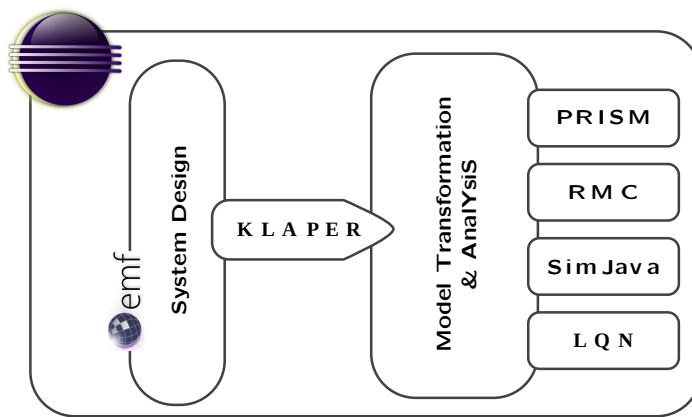 emf
System Design
KLAPER
Model Transformation
& AnalYsiS
PRISM
RMC
SimJava
LQN